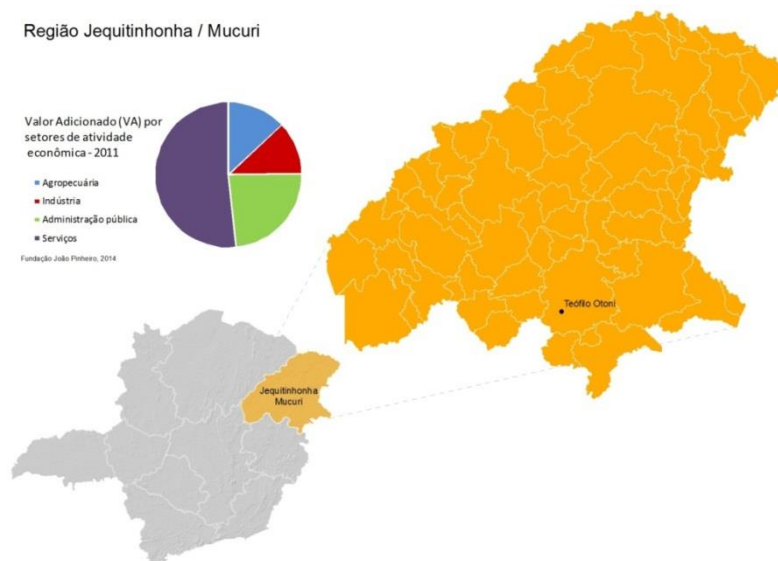 Região Jequitinhonha / Mucuri
Valor Adicionado (VA) por
setores de atividade
econômica - 2011
Agropecuária
Indústria
Administração pública
Serviços
Fundação João Pinheiro, 2014
Teófilo Otoni
Jequitinhonha
Mucuri